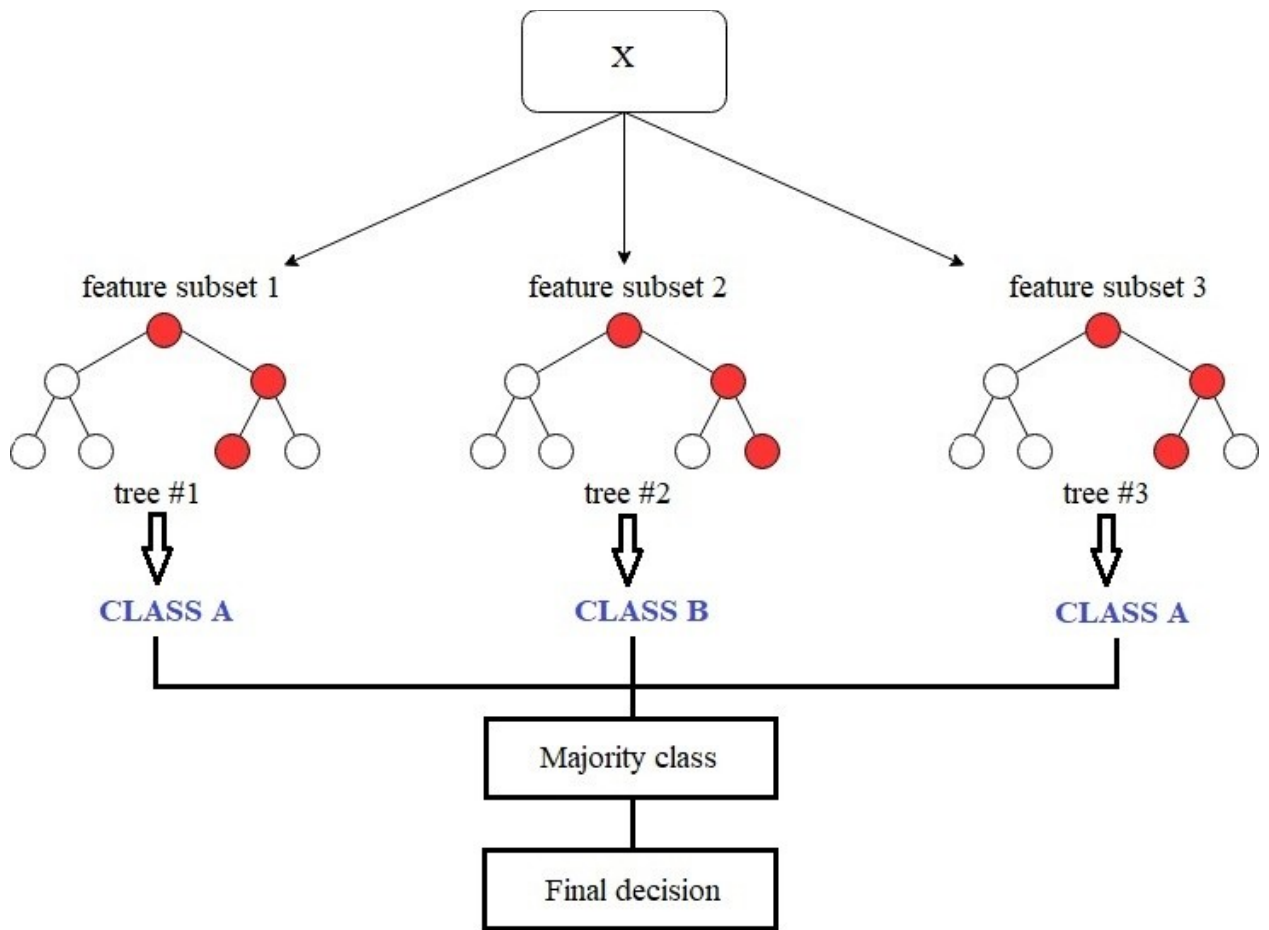 X
feature subset 1
feature subset 2
feature subset 3
tree #1
tree #2
tree #3
CLASS A
CLASS B
CLASS A
Majority class
Final decision